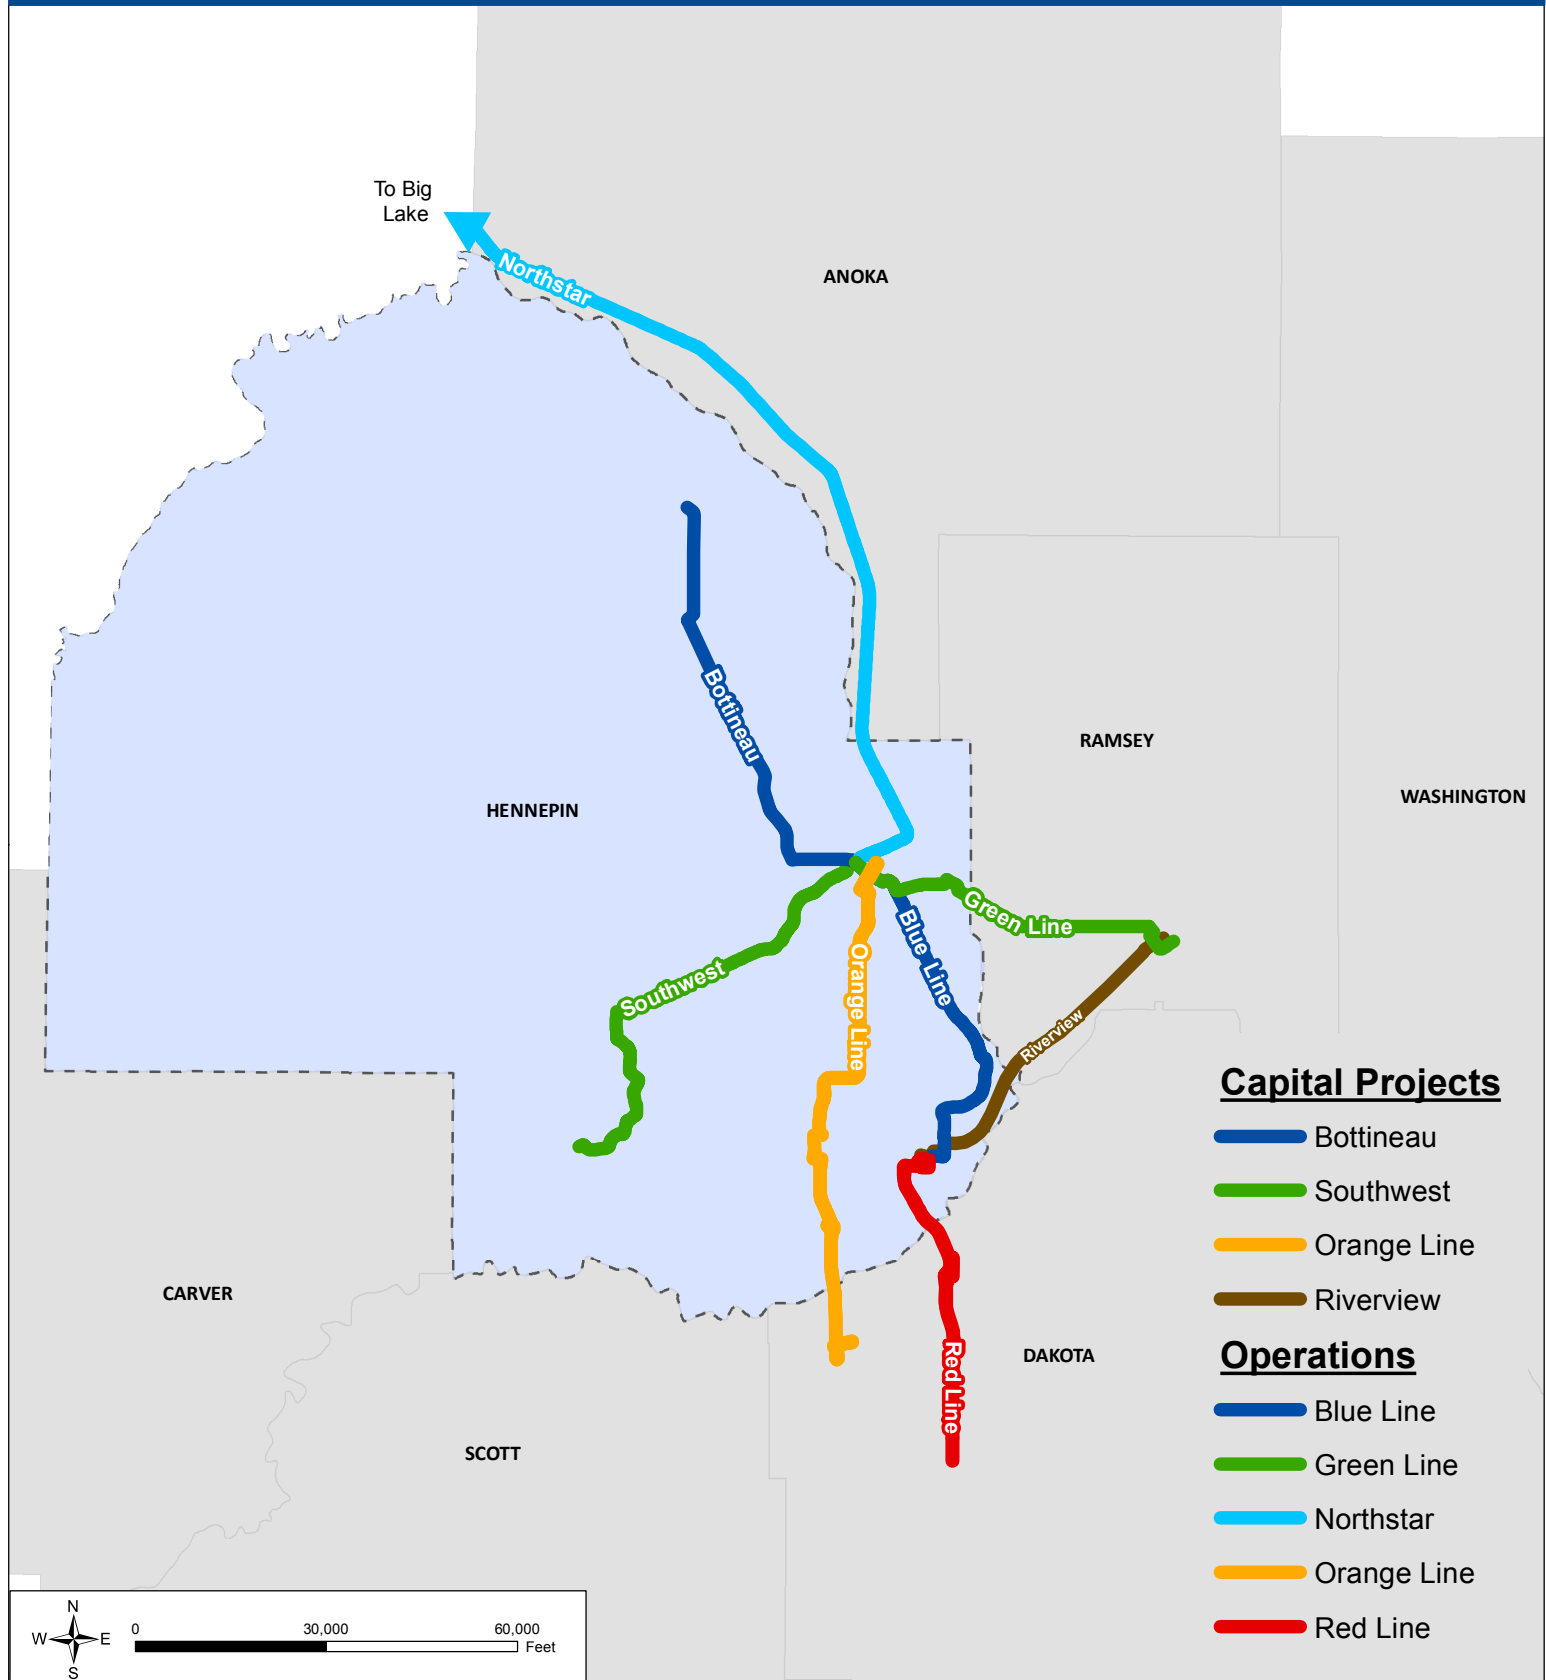 To Big
Lake
Northstar
ANOKA
Bottineau
RAMSEY
WASHINGTON
HENNEPIN
Green Line
Blue Line
Orange Line
Southwest
Riverview
Capital Projects
Bottineau
Southwest
Orange Line
Riverview
CARVER
DAKOTA
Red Line
SCOTT
Operations
Blue Line
Green Line
Northstar
Orange Line
Red Line
N
W E
S
0 30,000 60,000
Feet